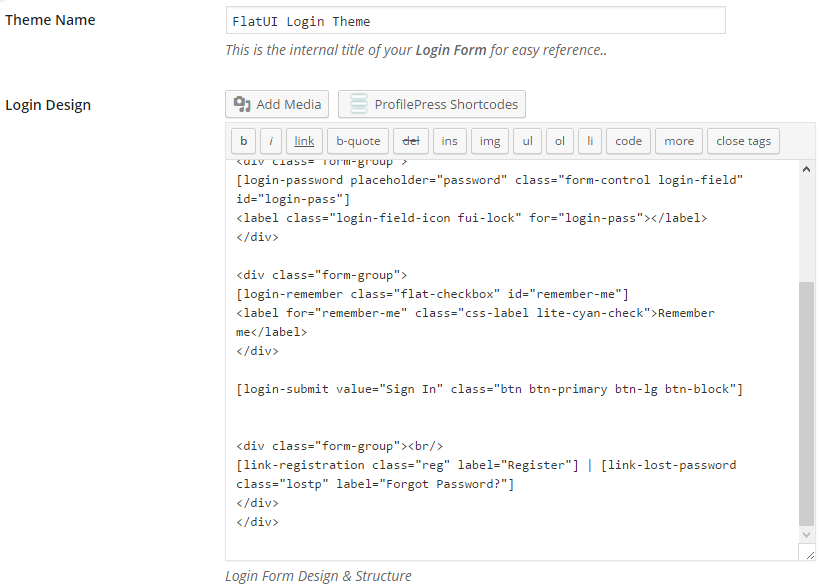 Theme Name
FlatUI Login Theme
This is the internal title of your Login Form for easy reference..
Login Design
Add Media
ProfilePress Shortcodes
b
i
link
b-quote
del
ins
img
ul
ol
li
code
more
close tags
<div class="form-group">
[login-password placeholder="password" class="form-control login-field"
id="login-pass"]
<label class="login-field-icon fui-lock" for="login-pass"></label>
</div>
<div class="form-group">
[login-remember class="flat-checkbox" id="remember-me"]
<label for="remember-me" class="css-label lite-cyan-check">Remember
me</label>
</div>
[login-submit value="Sign In" class="btn btn-primary btn-lg btn-block"]
<div class="form-group"><br/>
[link-registration class="reg" label="Register"] | [link-lost-password
class="lostp" label="Forgot Password?"]
</div>
</div>
Login Form Design & Structure